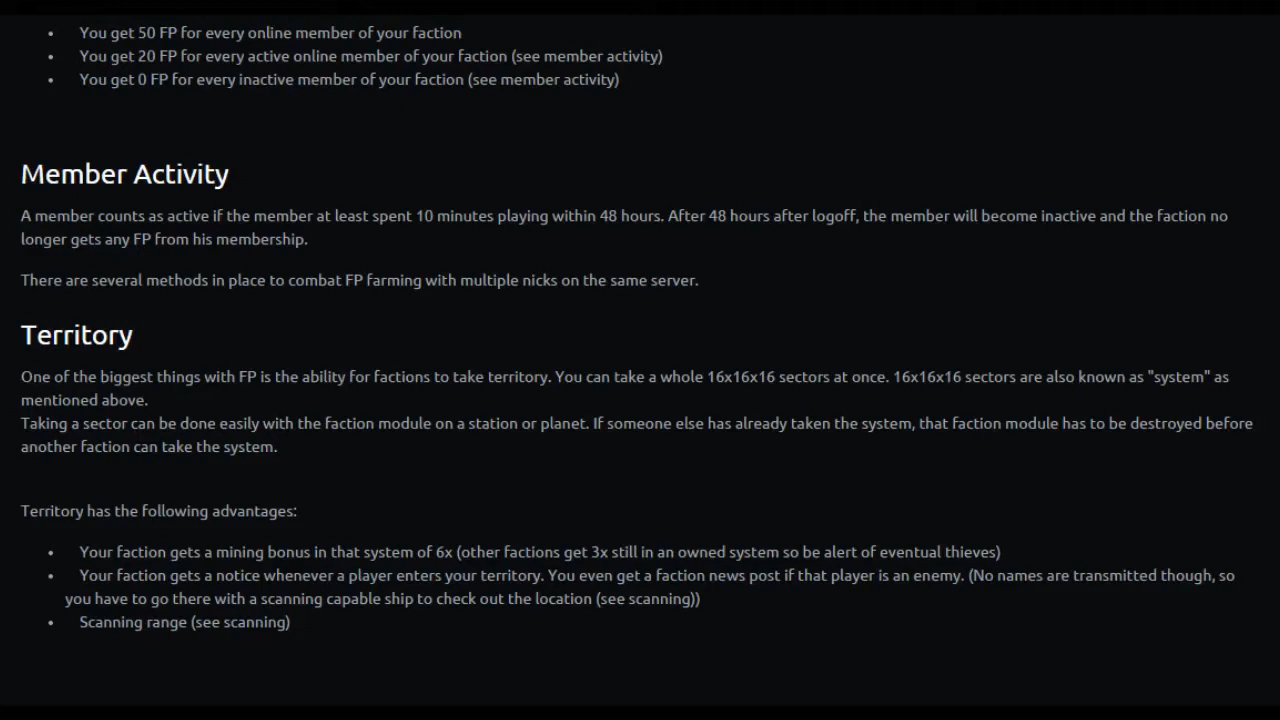 • You get 50 FP for every online member of your faction
• You get 20 FP for every active online member of your faction (see member activity)
• You get 0 FP for every inactive member of your faction (see member activity)
Member Activity
A member counts as active if the member at least spent 10 minutes playing within 48 hours. After 48 hours after logoff, the member will become inactive and the faction no
longer gets any FP from his membership.
There are several methods in place to combat FP farming with multiple nicks on the same server.
Territory
One of the biggest things with FP is the ability for factions to take territory. You can take a whole 16x16x16 sectors at once. 16x16x16 sectors are also known as "system" as
mentioned above.
Taking a sector can be done easily with the faction module on a station or planet. If someone else has already taken the system, that faction module has to be destroyed before
another faction can take the system.
Territory has the following advantages:
• Your faction gets a mining bonus in that system of 6x (other factions get 3x still in an owned system so be alert of eventual thieves)
• Your faction gets a notice whenever a player enters your territory. You even get a faction news post if that player is an enemy. (No names are transmitted though, so
you have to go there with a scanning capable ship to check out the location (see scanning))
• Scanning range (see scanning)